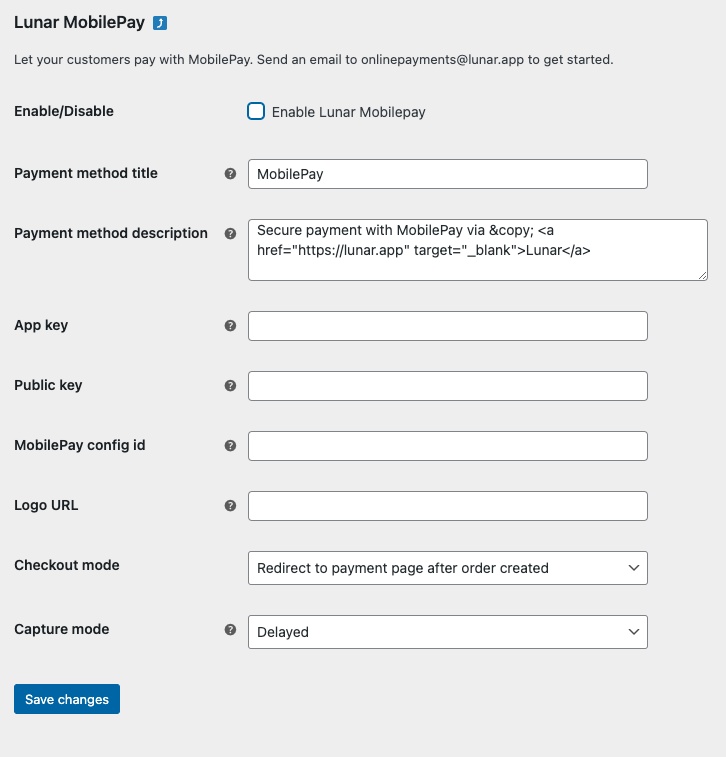 Lunar MobilePay
Let your customers pay with MobilePay. Send an email to onlinepayments@lunar.app to get started.
Enable/Disable
Enable Lunar Mobilepay
Payment method title ?
MobilePay
Payment method description ?
Secure payment with MobilePay via &copy; <a
href="https://lunar.app" target="_blank">Lunar</a>
App key ?
Public key ?
MobilePay config id ?
Logo URL ?
Checkout mode
Redirect to payment page after order created
Capture mode ?
Delayed
Save changes